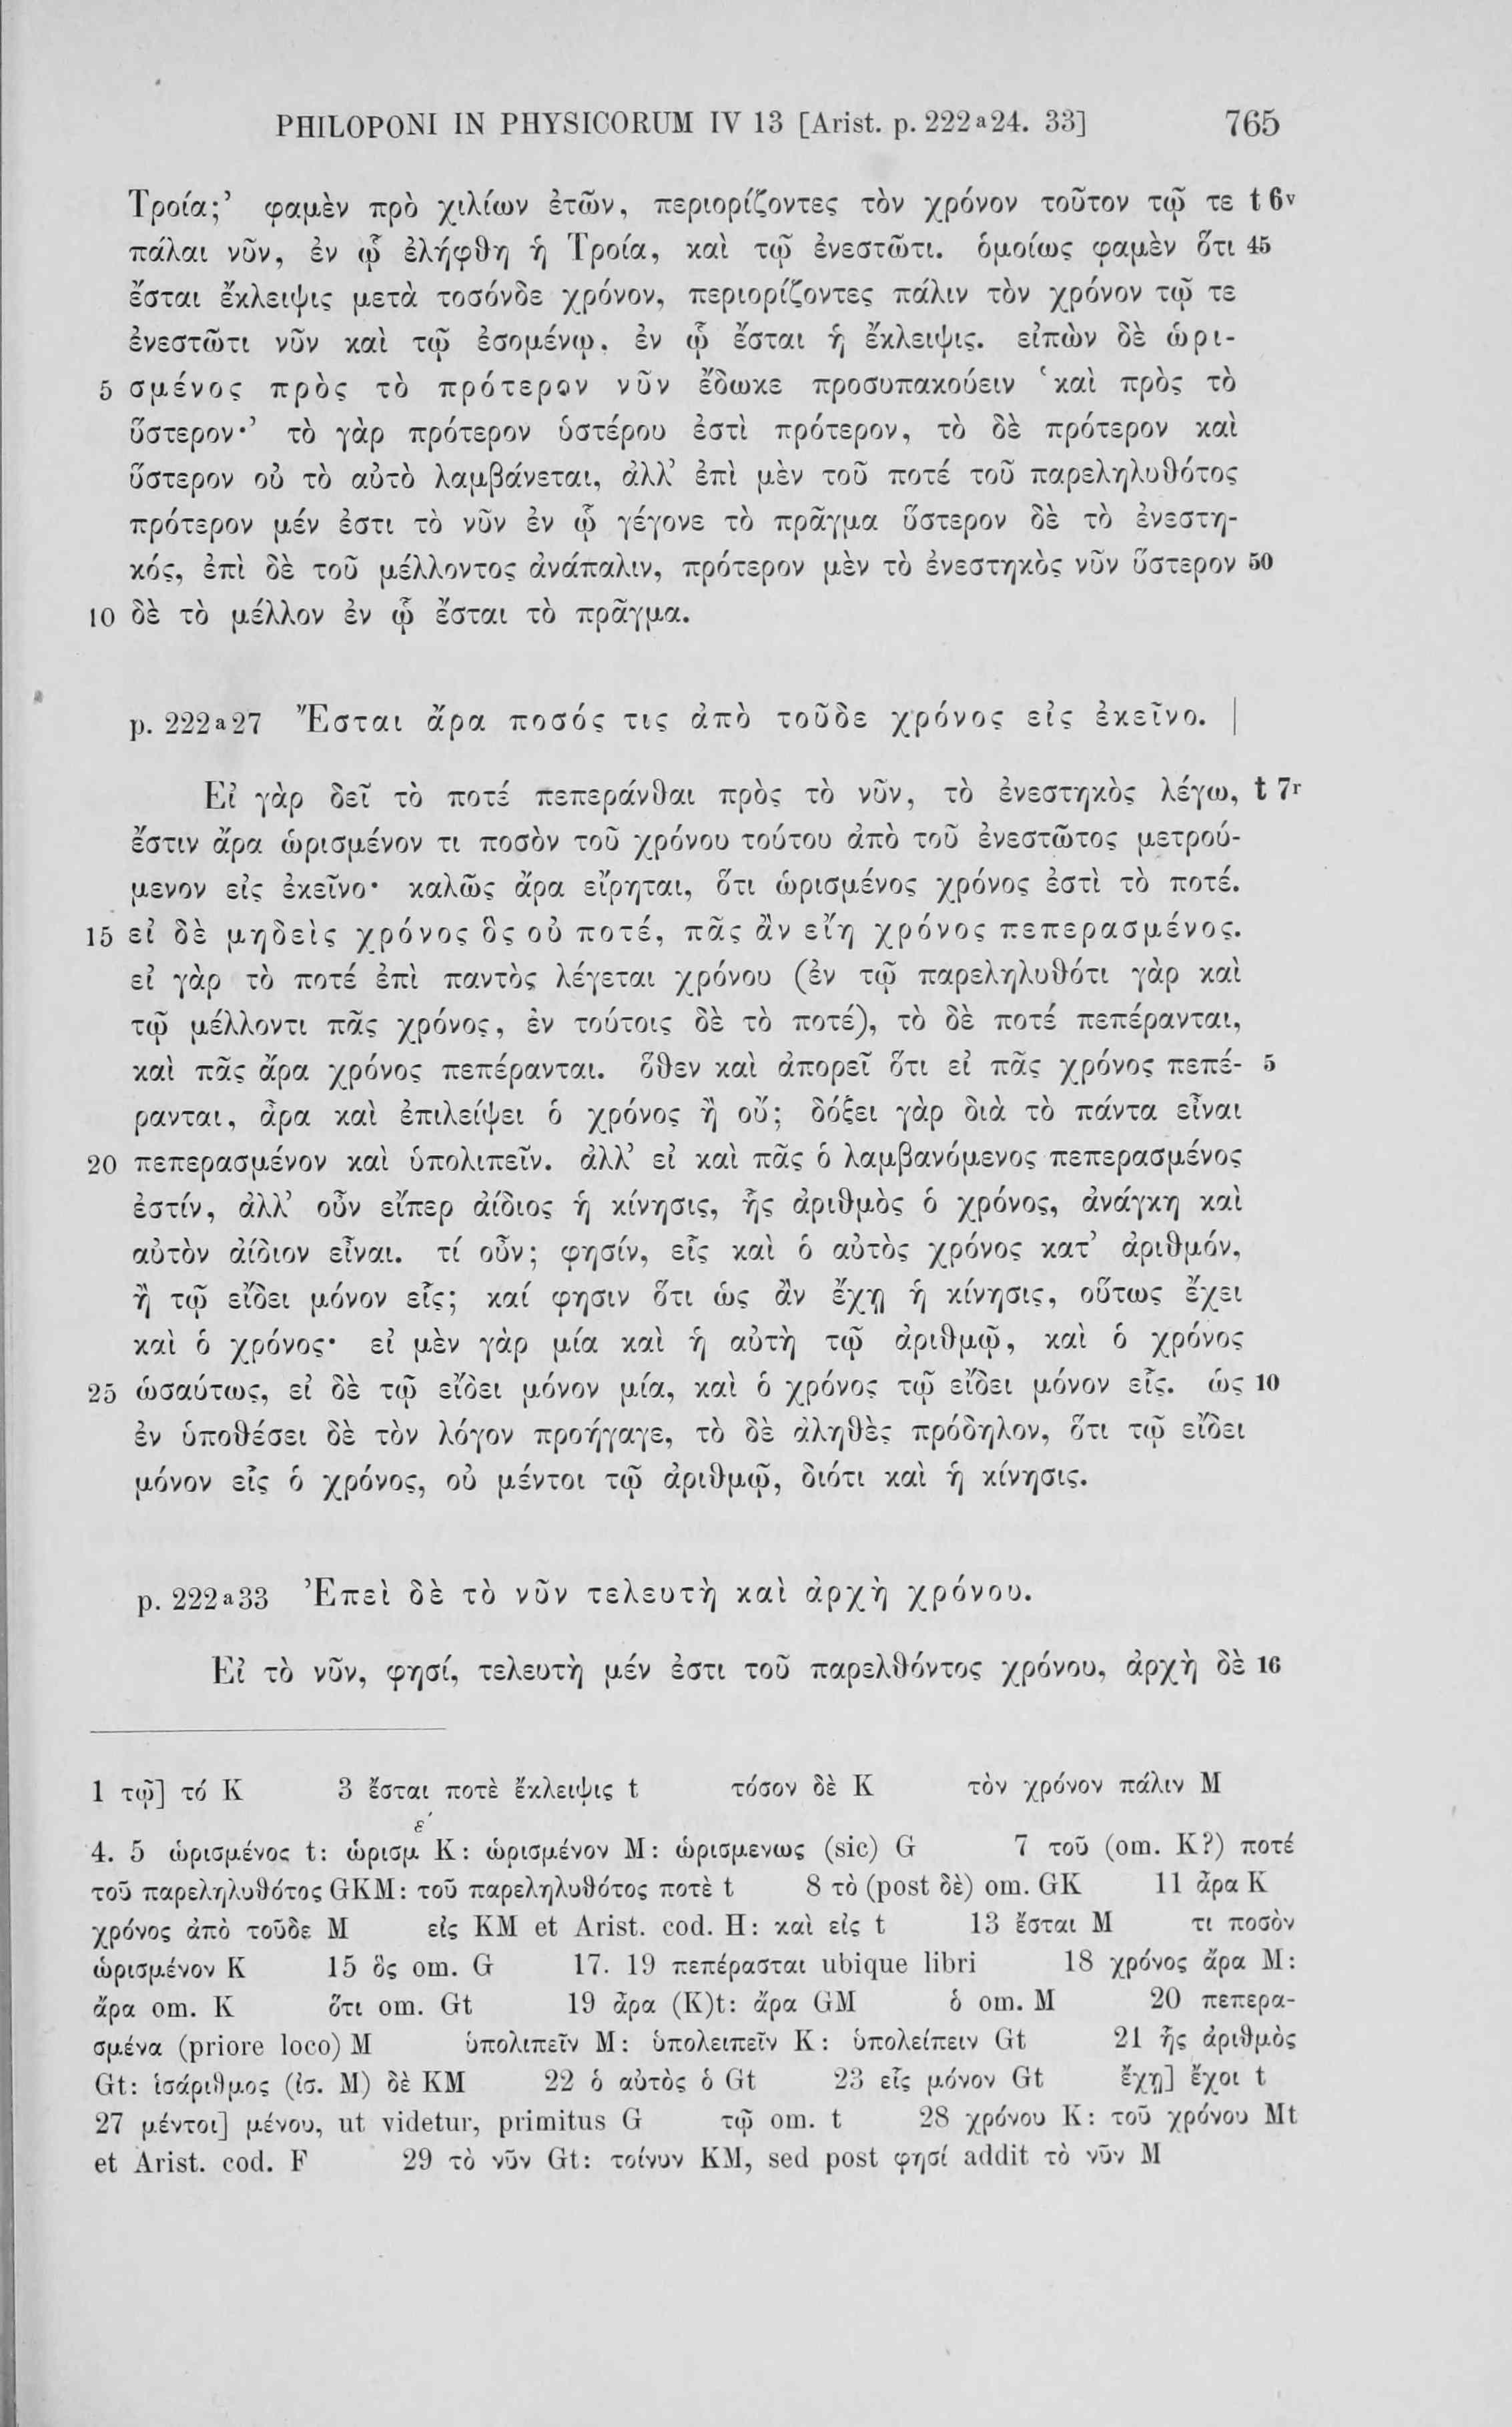 PHILOPONI IN PHYSICORUM IV 13 [Arist. p. 222ᵃ24. 33] 765
Τροία;’ φαμὲν πρὸ χιλίων ἐτῶν, περιορίζοντες τὸν χρόνον τοῦτον τῷ τε t 6ᵛ
πάλαι νῦν, ἐν ᾧ ἐλήφθη ἡ Τροία, καὶ τῷ ἐνεστῶτι. ὁμοίως φαμὲν ὅτι 45
ἔσται ἔκλειψις μετὰ τοσόνδε χρόνον, περιορίζοντες πάλιν τὸν χρόνον τῷ τε
ἐνεστῶτι νῦν καὶ τῷ ἐσομένῳ, ἐν ᾧ ἔσται ἡ ἔκλειψις. εἰπὼν δὲ ὡρι-
5 σμένος πρὸς τὸ πρότερον νῦν ἔδωκε προσυπακούειν ‘καὶ πρὸς τὸ
ὕστερον·’ τὸ γὰρ πρότερον ὑστέρου ἐστὶ πρότερον, τὸ δὲ πρότερον καὶ
ὕστερον οὐ τὸ αὐτὸ λαμβάνεται, ἀλλ’ ἐπὶ μὲν τοῦ ποτέ τοῦ παρεληλυθότος
πρότερον μέν ἐστι τὸ νῦν ἐν ᾧ γέγονε τὸ πρᾶγμα ὕστερον δὲ τὸ ἐνεστη-
κός, ἐπὶ δὲ τοῦ μέλλοντος ἀνάπαλιν, πρότερον μὲν τὸ ἐνεστηκὸς νῦν ὕστερον 50
10 δὲ τὸ μέλλον ἐν ᾧ ἔσται τὸ πρᾶγμα.
p. 222ᵃ27 Ἔσται ἄρα ποσός τις ἀπὸ τοῦδε χρόνος εἰς ἐκεῖνο. |
Εἰ γὰρ δεῖ τὸ ποτέ πεπεράνθαι πρὸς τὸ νῦν, τὸ ἐνεστηκὸς λέγω, t 7ʳ
ἔστιν ἄρα ὡρισμένον τι ποσὸν τοῦ χρόνου τούτου ἀπὸ τοῦ ἐνεστῶτος μετρού-
μενον εἰς ἐκεῖνο· καλῶς ἄρα εἴρηται, ὅτι ὡρισμένος χρόνος ἐστὶ τὸ ποτέ.
15 εἰ δὲ μηδεὶς χρόνος ὃς οὐ ποτέ, πᾶς ἂν εἴη χρόνος πεπερασμένος.
εἰ γὰρ τὸ ποτέ ἐπὶ παντὸς λέγεται χρόνου (ἐν τῷ παρεληλυθότι γὰρ καὶ
τῷ μέλλοντι πᾶς χρόνος, ἐν τούτοις δὲ τὸ ποτέ), τὸ δὲ ποτέ πεπέρανται,
καὶ πᾶς ἄρα χρόνος πεπέρανται. ὅθεν καὶ ἀπορεῖ ὅτι εἰ πᾶς χρόνος πεπέ- 5
ρανται, ἆρα καὶ ἐπιλείψει ὁ χρόνος ἢ οὔ; δόξει γὰρ διὰ τὸ πάντα εἶναι
20 πεπερασμένον καὶ ὑπολιπεῖν. ἀλλ’ εἰ καὶ πᾶς ὁ λαμβανόμενος πεπερασμένος
ἐστίν, ἀλλ’ οὖν εἴπερ ἀίδιος ἡ κίνησις, ἧς ἀριθμὸς ὁ χρόνος, ἀνάγκη καὶ
αὐτὸν ἀίδιον εἶναι. τί οὖν; φησίν, εἷς καὶ ὁ αὐτὸς χρόνος κατ’ ἀριθμόν,
ἢ τῷ εἴδει μόνον εἷς; καί φησιν ὅτι ὡς ἂν ἔχῃ ἡ κίνησις, οὕτως ἔχει
καὶ ὁ χρόνος· εἰ μὲν γὰρ μία καὶ ἡ αὐτὴ τῷ ἀριθμῷ, καὶ ὁ χρόνος
25 ὡσαύτως, εἰ δὲ τῷ εἴδει μόνον μία, καὶ ὁ χρόνος τῷ εἴδει μόνον εἷς. ὡς 10
ἐν ὑποθέσει δὲ τὸν λόγον προήγαγε, τὸ δὲ ἀληθὲς πρόδηλον, ὅτι τῷ εἴδει
μόνον εἷς ὁ χρόνος, οὐ μέντοι τῷ ἀριθμῷ, διότι καὶ ἡ κίνησις.
p. 222ᵃ33 Ἐπεὶ δὲ τὸ νῦν τελευτὴ καὶ ἀρχὴ χρόνου.
Εἰ τὸ νῦν, φησί, τελευτὴ μέν ἐστι τοῦ παρελθόντος χρόνου, ἀρχὴ δὲ 16
1 τῷ] τό K 3 ἔσται ποτὲ ἔκλειψις t τόσον δὲ K τὸν χρόνον πάλιν M
4. 5 ὡρισμένος t: ὡρισμ^ε´ K: ὡρισμένον M: ὡρισμενως (sic) G 7 τοῦ (om. K?) ποτέ
τοῦ παρεληλυθότος GKM: τοῦ παρεληλυθότος ποτὲ t 8 τὸ (post δὲ) om. GK 11 ἆρα K
χρόνος ἀπὸ τοῦδε M εἰς KM et Arist. cod. H: καὶ εἰς t 13 ἔσται M τι ποσὸν
ὡρισμένον K 15 ὃς om. G 17. 19 πεπέρασται ubique libri 18 χρόνος ἄρα M:
ἄρα om. K ὅτι om. Gt 19 ἆρα (K)t: ἄρα GM ὁ om. M 20 πεπερα-
σμένα (priore loco) M ὑπολιπεῖν M: ὑπολειπεῖν K: ὑπολείπειν Gt 21 ἧς ἀριθμὸς
Gt: ἰσάριθμος (ἰσ. M) δὲ KM 22 ὁ αὐτὸς ὁ Gt 23 εἷς μόνον Gt ἔχῃ] ἔχοι t
27 μέντοι] μένου, ut videtur, primitus G τῷ om. t 28 χρόνου K: τοῦ χρόνου Mt
et Arist. cod. F 29 τὸ νῦν Gt: τοίνυν KM, sed post φησί addit τὸ νῦν M